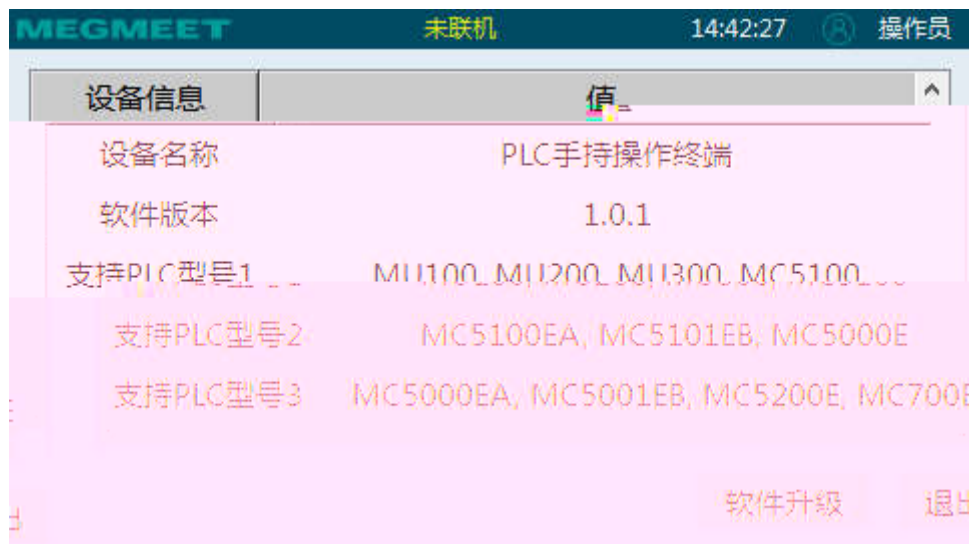 MEGMEET 未联机 14:42:27 操作员
设备信息 值
设备名称 PLC手持操作终端
软件版本 1.0.1
支持PLC型号1 MU100, MU200, MU300, MC5100,
支持PLC型号2 MC5100EA, MC5101EB, MC5000E
支持PLC型号3 MC5000EA, MC5001EB, MC5200E, MC700E
软件升级 退出